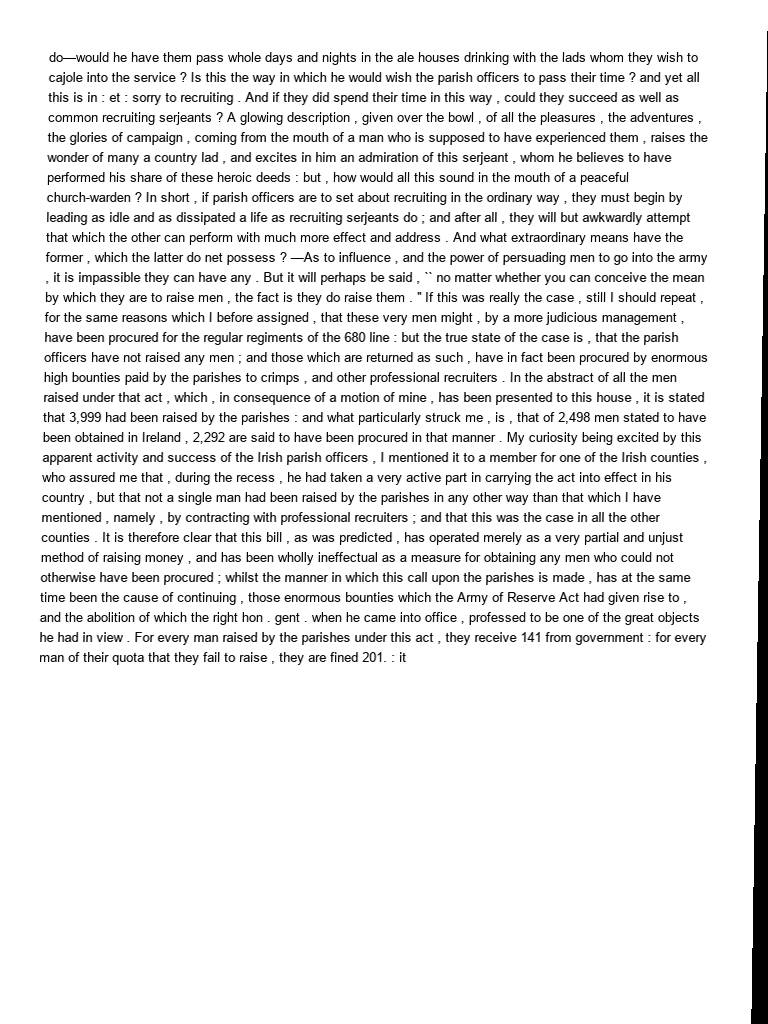 do—would he have them pass whole days and nights in the ale houses drinking with the lads whom they wish to
cajole into the service ? Is this the way in which he would wish the parish officers to pass their time ? and yet all
this is in : et : sorry to recruiting . And if they did spend their time in this way , could they succeed as well as
common recruiting serjeants ? A glowing description , given over the bowl , of all the pleasures , the adventures ,
the glories of campaign , coming from the mouth of a man who is supposed to have experienced them , raises the
wonder of many a country lad , and excites in him an admiration of this serjeant , whom he believes to have
performed his share of these heroic deeds : but , how would all this sound in the mouth of a peaceful
church-warden ? In short , if parish officers are to set about recruiting in the ordinary way , they must begin by
leading as idle and as dissipated a life as recruiting serjeants do ; and after all , they will but awkwardly attempt
that which the other can perform with much more effect and address . And what extraordinary means have the
former , which the latter do net possess ? —As to influence , and the power of persuading men to go into the army
, it is impassible they can have any . But it will perhaps be said , `` no matter whether you can conceive the mean
by which they are to raise men , the fact is they do raise them . " If this was really the case , still I should repeat ,
for the same reasons which I before assigned , that these very men might , by a more judicious management ,
have been procured for the regular regiments of the 680 line : but the true state of the case is , that the parish
officers have not raised any men ; and those which are returned as such , have in fact been procured by enormous
high bounties paid by the parishes to crimps , and other professional recruiters . In the abstract of all the men
raised under that act , which , in consequence of a motion of mine , has been presented to this house , it is stated
that 3,999 had been raised by the parishes : and what particularly struck me , is , that of 2,498 men stated to have
been obtained in Ireland , 2,292 are said to have been procured in that manner . My curiosity being excited by this
apparent activity and success of the Irish parish officers , I mentioned it to a member for one of the Irish counties ,
who assured me that , during the recess , he had taken a very active part in carrying the act into effect in his
country , but that not a single man had been raised by the parishes in any other way than that which I have
mentioned , namely , by contracting with professional recruiters ; and that this was the case in all the other
counties . It is therefore clear that this bill , as was predicted , has operated merely as a very partial and unjust
method of raising money , and has been wholly ineffectual as a measure for obtaining any men who could not
otherwise have been procured ; whilst the manner in which this call upon the parishes is made , has at the same
time been the cause of continuing , those enormous bounties which the Army of Reserve Act had given rise to ,
and the abolition of which the right hon . gent . when he came into office , professed to be one of the great objects
he had in view . For every man raised by the parishes under this act , they receive 141 from government : for every
man of their quota that they fail to raise , they are fined 201. : it